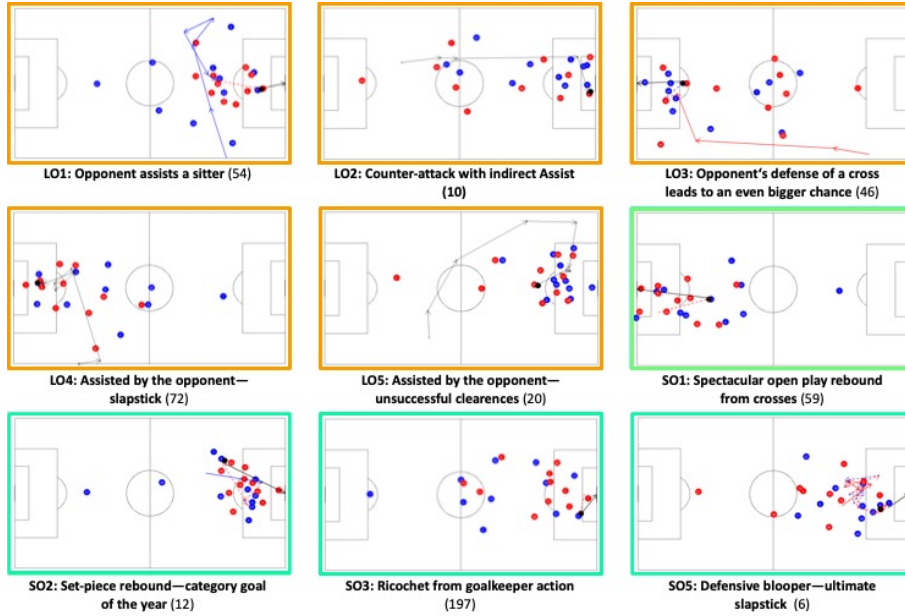 LO1: Opponent assists a sitter (54)
LO2: Counter-attack with indirect Assist
(10)
LO3: Opponent's defense of a cross
leads to an even bigger chance (46)
LO4: Assisted by the opponent—
slapstick (72)
LO5: Assisted by the opponent—
unsuccessful clearences (20)
SO1: Spectacular open play rebound
from crosses (59)
SO2: Set-piece rebound—category goal
of the year (12)
SO3: Ricochet from goalkeeper action
(197)
SO5: Defensive blooper—ultimate
slapstick (6)